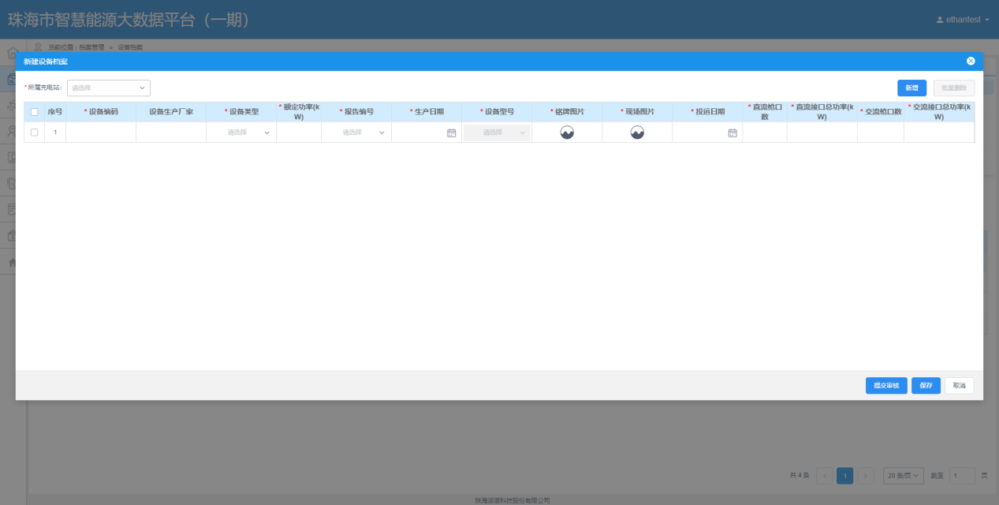 珠海市智慧能源大数据平台（一期）
ethantest
当前位置：档案管理 » 设备档案
新建设备档案
*所属充电站： 请选择 新增 批量删除
序号 *设备编码 设备生产厂家 *设备类型 *额定功率(kW) *报告编号 *生产日期 *设备型号 *铭牌图片 *现场图片 *投运日期 *直流枪口数 *直流接口总功率(kW) *交流枪口数 *交流接口总功率(kW)
1 请选择 请选择 请选择
提交审核 保存 取消
共 4 条 < 1 > 20 条/页 跳至 1 页
珠海派诺科技股份有限公司